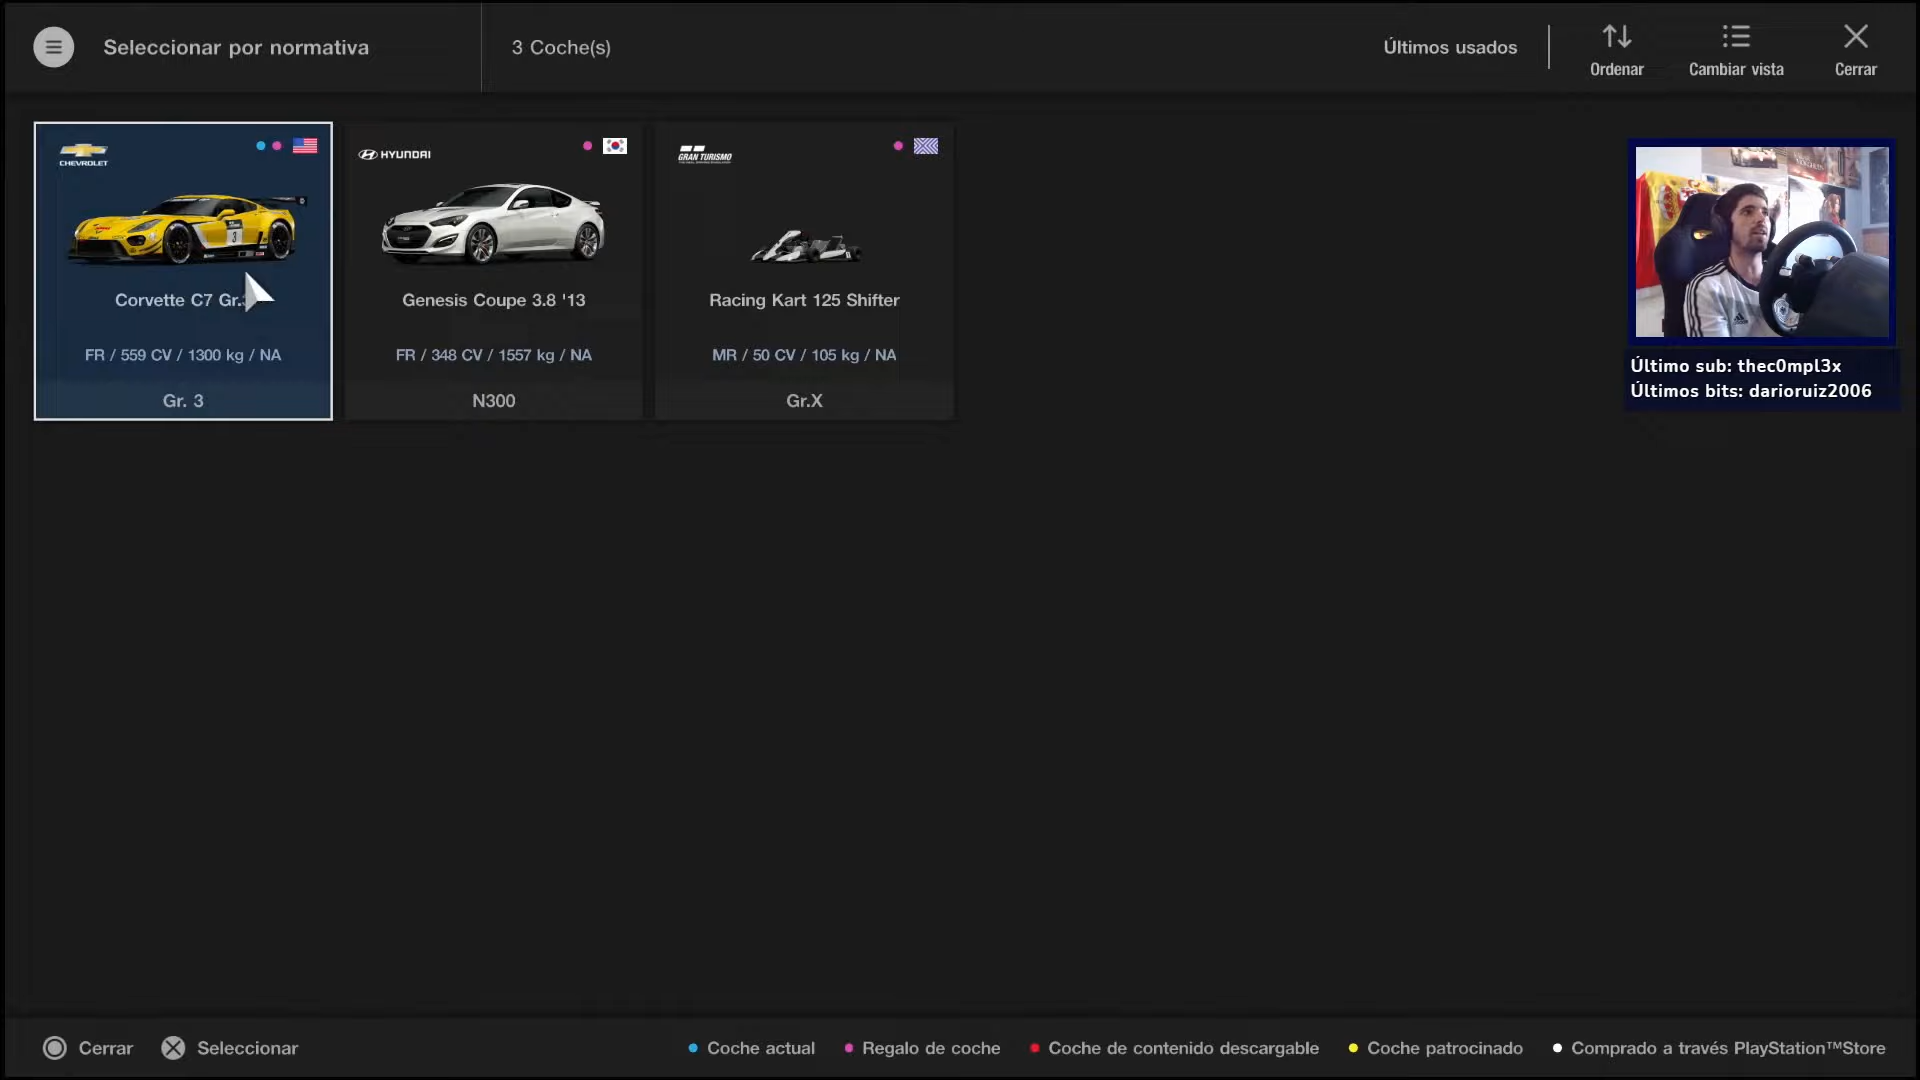 Seleccionar por normativa
3 Coche(s)
Últimos usados
Ordenar
Cambiar vista
Cerrar
CHEVROLET
Corvette C7 Gr.
FR / 559 CV / 1300 kg / NA
Gr. 3
HYUNDAI
Genesis Coupe 3.8 '13
FR / 348 CV / 1557 kg / NA
N300
GRAN TURISMO
Racing Kart 125 Shifter
MR / 50 CV / 105 kg / NA
Gr.X
Último sub: thec0mpl3x
Últimos bits: darioruiz2006
Cerrar
Seleccionar
Coche actual
Regalo de coche
Coche de contenido descargable
Coche patrocinado
Comprado a través PlayStation™Store